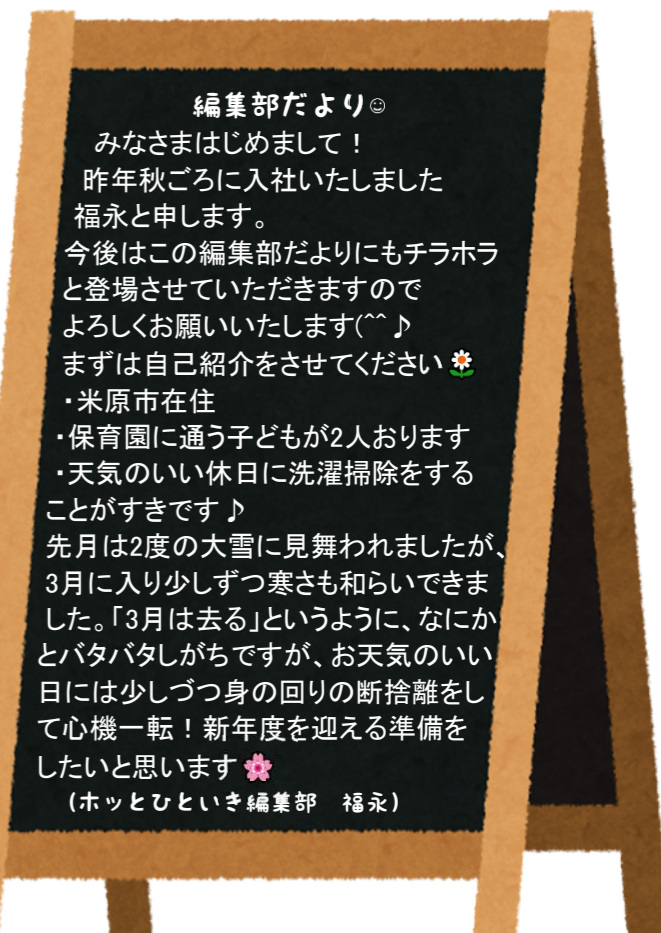 編集部だより☺
みなさまはじめまして！
昨年秋ごろに入社いたしました
福永と申します。
今後はこの編集部だよりにもチラホラ
と登場させていただきますので
よろしくお願いいたします(^^♪
まずは自己紹介をさせてください🌼
・米原市在住
・保育園に通う子どもが2人おります
・天気のいい休日に洗濯掃除をする
ことがすきです♪
先月は2度の大雪に見舞われましたが、
3月に入り少しずつ寒さも和らいできま
した。「3月は去る」というように、なにか
とバタバタしがちですが、お天気のいい
日には少しづつ身の回りの断捨離をし
て心機一転！新年度を迎える準備を
したいと思います🌸
(ホッとひといき編集部　福永)